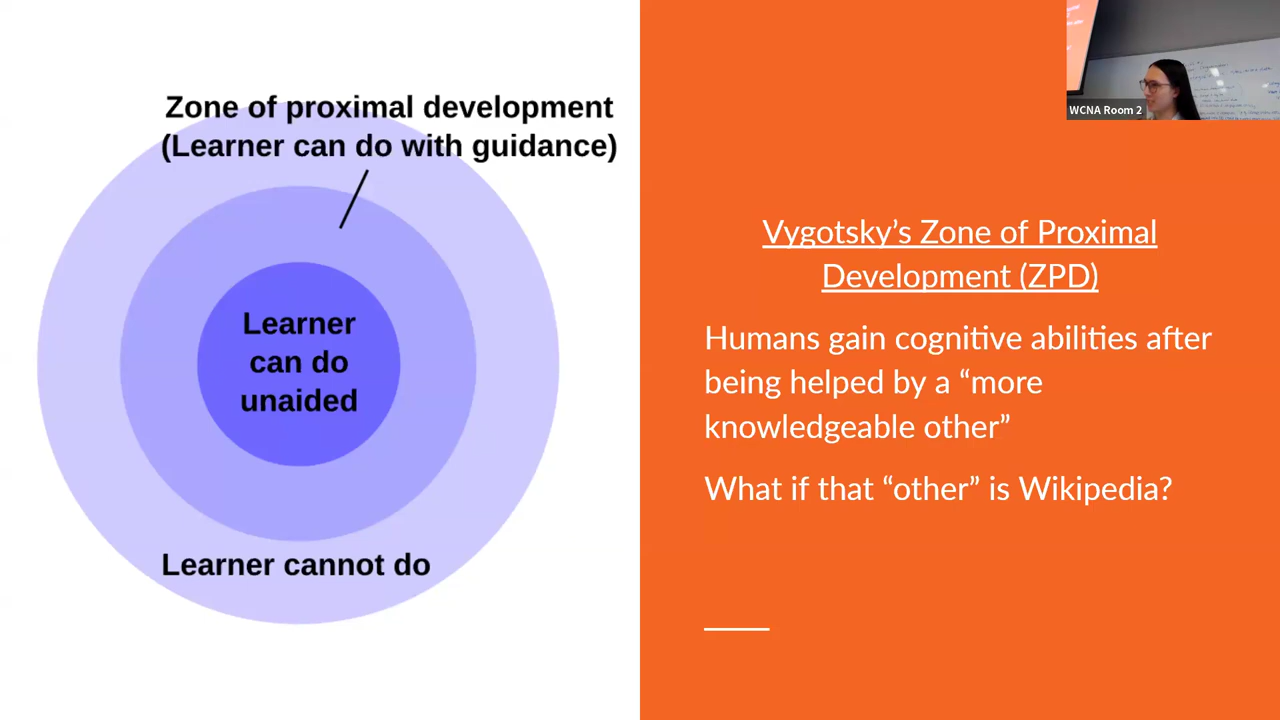 Zone of proximal development
(Learner can do with guidance)
Learner
can do
unaided
Learner cannot do
WCNA Room 2
Vygotsky’s Zone of Proximal
Development (ZPD)
Humans gain cognitive abilities after
being helped by a “more
knowledgeable other”
What if that “other” is Wikipedia?